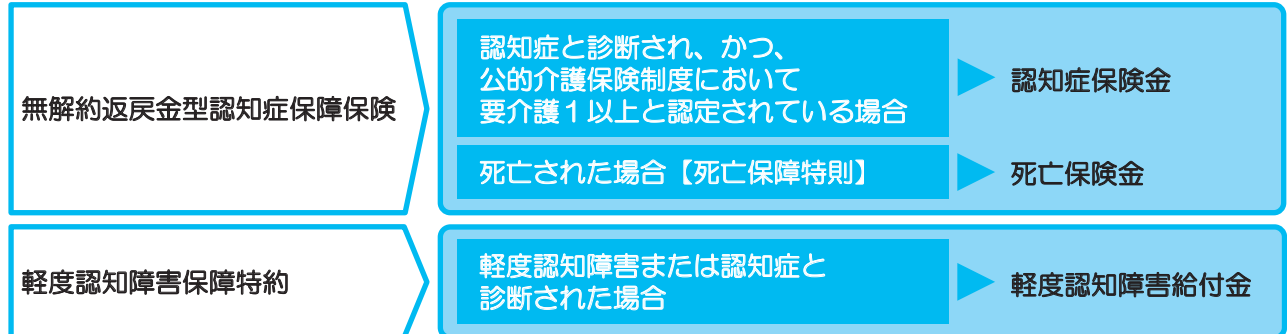 無解約返戻金型認知症保障保険
認知症と診断され、かつ、
公的介護保険制度において
要介護1以上と認定されている場合
認知症保険金
死亡された場合【死亡保障特則】
死亡保険金
軽度認知障害保障特約
軽度認知障害または認知症と
診断された場合
軽度認知障害給付金